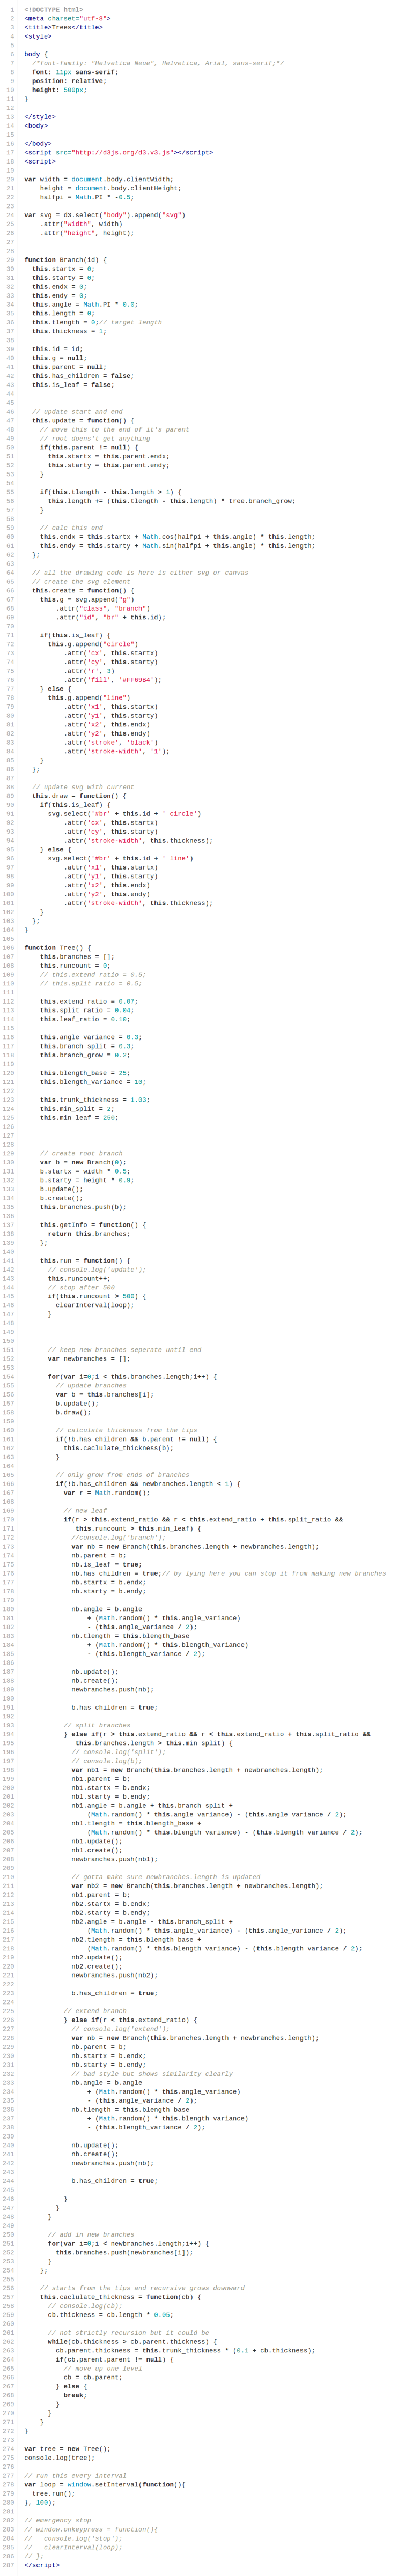 1 <!DOCTYPE html>
2 <meta charset="utf-8">
3 <title>Trees</title>
4 <style>
5
6 body {
7   /*font-family: "Helvetica Neue", Helvetica, Arial, sans-serif;*/
8   font: 11px sans-serif;
9   position: relative;
10   height: 500px;
11 }
12
13 </style>
14 <body>
15
16 </body>
17 <script src="http://d3js.org/d3.v3.js"></script>
18 <script>
19
20 var width = document.body.clientWidth;
21     height = document.body.clientHeight;
22     halfpi = Math.PI * -0.5;
23
24 var svg = d3.select("body").append("svg")
25     .attr("width", width)
26     .attr("height", height);
27
28
29 function Branch(id) {
30   this.startx = 0;
31   this.starty = 0;
32   this.endx = 0;
33   this.endy = 0;
34   this.angle = Math.PI * 0.0;
35   this.length = 0;
36   this.tlength = 0;// target length
37   this.thickness = 1;
38
39   this.id = id;
40   this.g = null;
41   this.parent = null;
42   this.has_children = false;
43   this.is_leaf = false;
44
45
46   // update start and end
47   this.update = function() {
48     // move this to the end of it's parent
49     // root doens't get anything
50     if(this.parent != null) {
51       this.startx = this.parent.endx;
52       this.starty = this.parent.endy;
53     }
54
55     if(this.tlength - this.length > 1) {
56       this.length += (this.tlength - this.length) * tree.branch_grow;
57     }
58
59     // calc this end
60     this.endx = this.startx + Math.cos(halfpi + this.angle) * this.length;
61     this.endy = this.starty + Math.sin(halfpi + this.angle) * this.length;
62   };
63
64   // all the drawing code is here is either svg or canvas
65   // create the svg element
66   this.create = function() {
67     this.g = svg.append("g")
68         .attr("class", "branch")
69         .attr("id", "br" + this.id);
70
71     if(this.is_leaf) {
72       this.g.append("circle")
73           .attr('cx', this.startx)
74           .attr('cy', this.starty)
75           .attr('r', 3)
76           .attr('fill', '#FF69B4');
77     } else {
78       this.g.append("line")
79           .attr('x1', this.startx)
80           .attr('y1', this.starty)
81           .attr('x2', this.endx)
82           .attr('y2', this.endy)
83           .attr('stroke', 'black')
84           .attr('stroke-width', '1');
85     }
86   };
87
88   // update svg with current
89   this.draw = function() {
90     if(this.is_leaf) {
91       svg.select('#br' + this.id + ' circle')
92           .attr('cx', this.startx)
93           .attr('cy', this.starty)
94           .attr('stroke-width', this.thickness);
95     } else {
96       svg.select('#br' + this.id + ' line')
97           .attr('x1', this.startx)
98           .attr('y1', this.starty)
99           .attr('x2', this.endx)
100           .attr('y2', this.endy)
101           .attr('stroke-width', this.thickness);
102     }
103   };
104 }
105
106 function Tree() {
107     this.branches = [];
108     this.runcount = 0;
109     // this.extend_ratio = 0.5;
110     // this.split_ratio = 0.5;
111
112     this.extend_ratio = 0.07;
113     this.split_ratio = 0.04;
114     this.leaf_ratio = 0.10;
115
116     this.angle_variance = 0.3;
117     this.branch_split = 0.3;
118     this.branch_grow = 0.2;
119
120     this.blength_base = 25;
121     this.blength_variance = 10;
122
123     this.trunk_thickness = 1.03;
124     this.min_split = 2;
125     this.min_leaf = 250;
126
127
128
129     // create root branch
130     var b = new Branch(0);
131     b.startx = width * 0.5;
132     b.starty = height * 0.9;
133     b.update();
134     b.create();
135     this.branches.push(b);
136
137     this.getInfo = function() {
138       return this.branches;
139     };
140
141     this.run = function() {
142       // console.log('update');
143       this.runcount++;
144       // stop after 500
145       if(this.runcount > 500) {
146         clearInterval(loop);
147       }
148
149
150
151       // keep new branches seperate until end
152       var newbranches = [];
153
154       for(var i=0;i < this.branches.length;i++) {
155         // update branches
156         var b = this.branches[i];
157         b.update();
158         b.draw();
159
160         // calculate thickness from the tips
161         if(!b.has_children && b.parent != null) {
162           this.caclulate_thickness(b);
163         }
164
165         // only grow from ends of branches
166         if(!b.has_children && newbranches.length < 1) {
167           var r = Math.random();
168
169           // new leaf
170           if(r > this.extend_ratio && r < this.extend_ratio + this.split_ratio &&
171              this.runcount > this.min_leaf) {
172             //console.log('branch');
173             var nb = new Branch(this.branches.length + newbranches.length);
174             nb.parent = b;
175             nb.is_leaf = true;
176             nb.has_children = true;// by lying here you can stop it from making new branches
177             nb.startx = b.endx;
178             nb.starty = b.endy;
179
180             nb.angle = b.angle
181                 + (Math.random() * this.angle_variance)
182                 - (this.angle_variance / 2);
183             nb.tlength = this.blength_base
184                 + (Math.random() * this.blength_variance)
185                 - (this.blength_variance / 2);
186
187             nb.update();
188             nb.create();
189             newbranches.push(nb);
190
191             b.has_children = true;
192
193           // split branches
194           } else if(r > this.extend_ratio && r < this.extend_ratio + this.split_ratio &&
195              this.branches.length > this.min_split) {
196             // console.log('split');
197             // console.log(b);
198             var nb1 = new Branch(this.branches.length + newbranches.length);
199             nb1.parent = b;
200             nb1.startx = b.endx;
201             nb1.starty = b.endy;
202             nb1.angle = b.angle + this.branch_split +
203                 (Math.random() * this.angle_variance) - (this.angle_variance / 2);
204             nb1.tlength = this.blength_base +
205                 (Math.random() * this.blength_variance) - (this.blength_variance / 2);
206             nb1.update();
207             nb1.create();
208             newbranches.push(nb1);
209
210             // gotta make sure newbranches.length is updated
211             var nb2 = new Branch(this.branches.length + newbranches.length);
212             nb2.parent = b;
213             nb2.startx = b.endx;
214             nb2.starty = b.endy;
215             nb2.angle = b.angle - this.branch_split +
216                 (Math.random() * this.angle_variance) - (this.angle_variance / 2);
217             nb2.tlength = this.blength_base +
218                 (Math.random() * this.blength_variance) - (this.blength_variance / 2);
219             nb2.update();
220             nb2.create();
221             newbranches.push(nb2);
222
223             b.has_children = true;
224
225           // extend branch
226           } else if(r < this.extend_ratio) {
227             // console.log('extend');
228             var nb = new Branch(this.branches.length + newbranches.length);
229             nb.parent = b;
230             nb.startx = b.endx;
231             nb.starty = b.endy;
232             // bad style but shows similarity clearly
233             nb.angle = b.angle
234                 + (Math.random() * this.angle_variance)
235                 - (this.angle_variance / 2);
236             nb.tlength = this.blength_base
237                 + (Math.random() * this.blength_variance)
238                 - (this.blength_variance / 2);
239
240             nb.update();
241             nb.create();
242             newbranches.push(nb);
243
244             b.has_children = true;
245
246           }
247         }
248       }
249
250       // add in new branches
251       for(var i=0;i < newbranches.length;i++) {
252         this.branches.push(newbranches[i]);
253       }
254     };
255
256     // starts from the tips and recursive grows downward
257     this.caclulate_thickness = function(cb) {
258       // console.log(cb);
259       cb.thickness = cb.length * 0.05;
260
261       // not strictly recursion but it could be
262       while(cb.thickness > cb.parent.thickness) {
263         cb.parent.thickness = this.trunk_thickness * (0.1 + cb.thickness);
264         if(cb.parent.parent != null) {
265           // move up one level
266           cb = cb.parent;
267         } else {
268           break;
269         }
270       }
271     }
272 }
273
274 var tree = new Tree();
275 console.log(tree);
276
277 // run this every interval
278 var loop = window.setInterval(function(){
279   tree.run();
280 }, 100);
281
282 // emergency stop
283 // window.onkeypress = function(){
284 //   console.log('stop');
285 //   clearInterval(loop);
286 // };
287 </script>